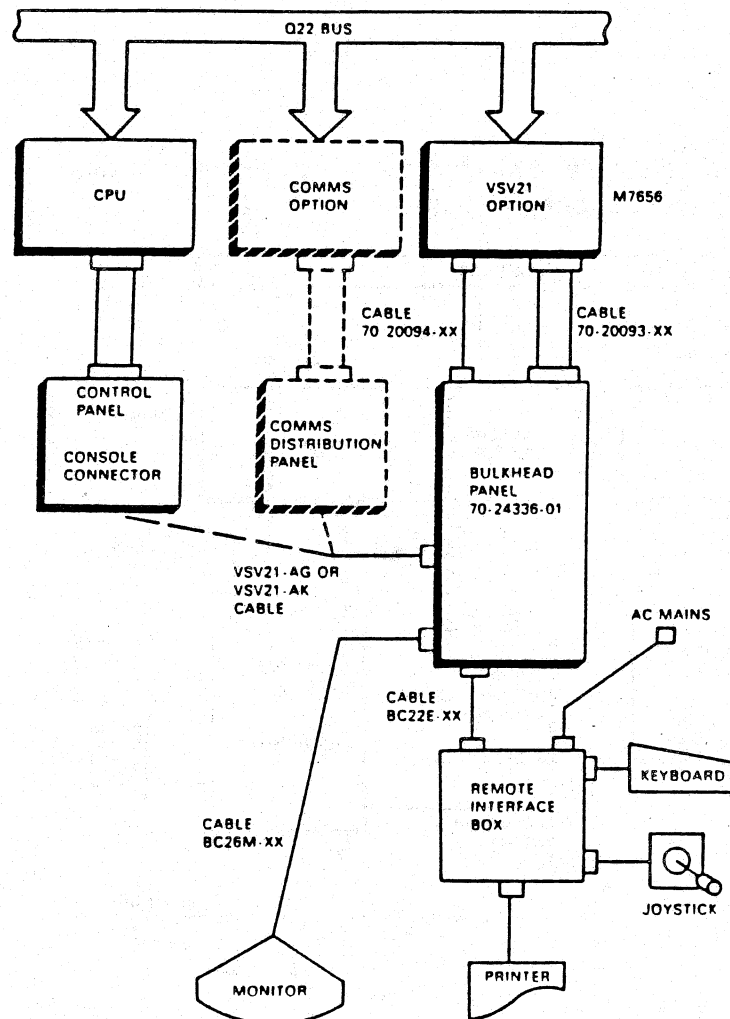 Q22 BUS
CPU
COMMS
OPTION
VSV21
OPTION
M7656
CABLE
70 20094-XX
CABLE
70-20093-XX
CONTROL
PANEL
CONSOLE
CONNECTOR
COMMS
DISTRIBUTION
PANEL
BULKHEAD
PANEL
70-24336-01
VSV21-AG OR
VSV21-AK
CABLE
AC MAINS
CABLE
BC22E-XX
KEYBOARD
REMOTE
INTERFACE
BOX
CABLE
BC26M-XX
JOYSTICK
PRINTER
MONITOR